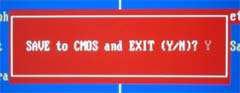 SAVE to CMOS and EXIT (Y/N)? Y